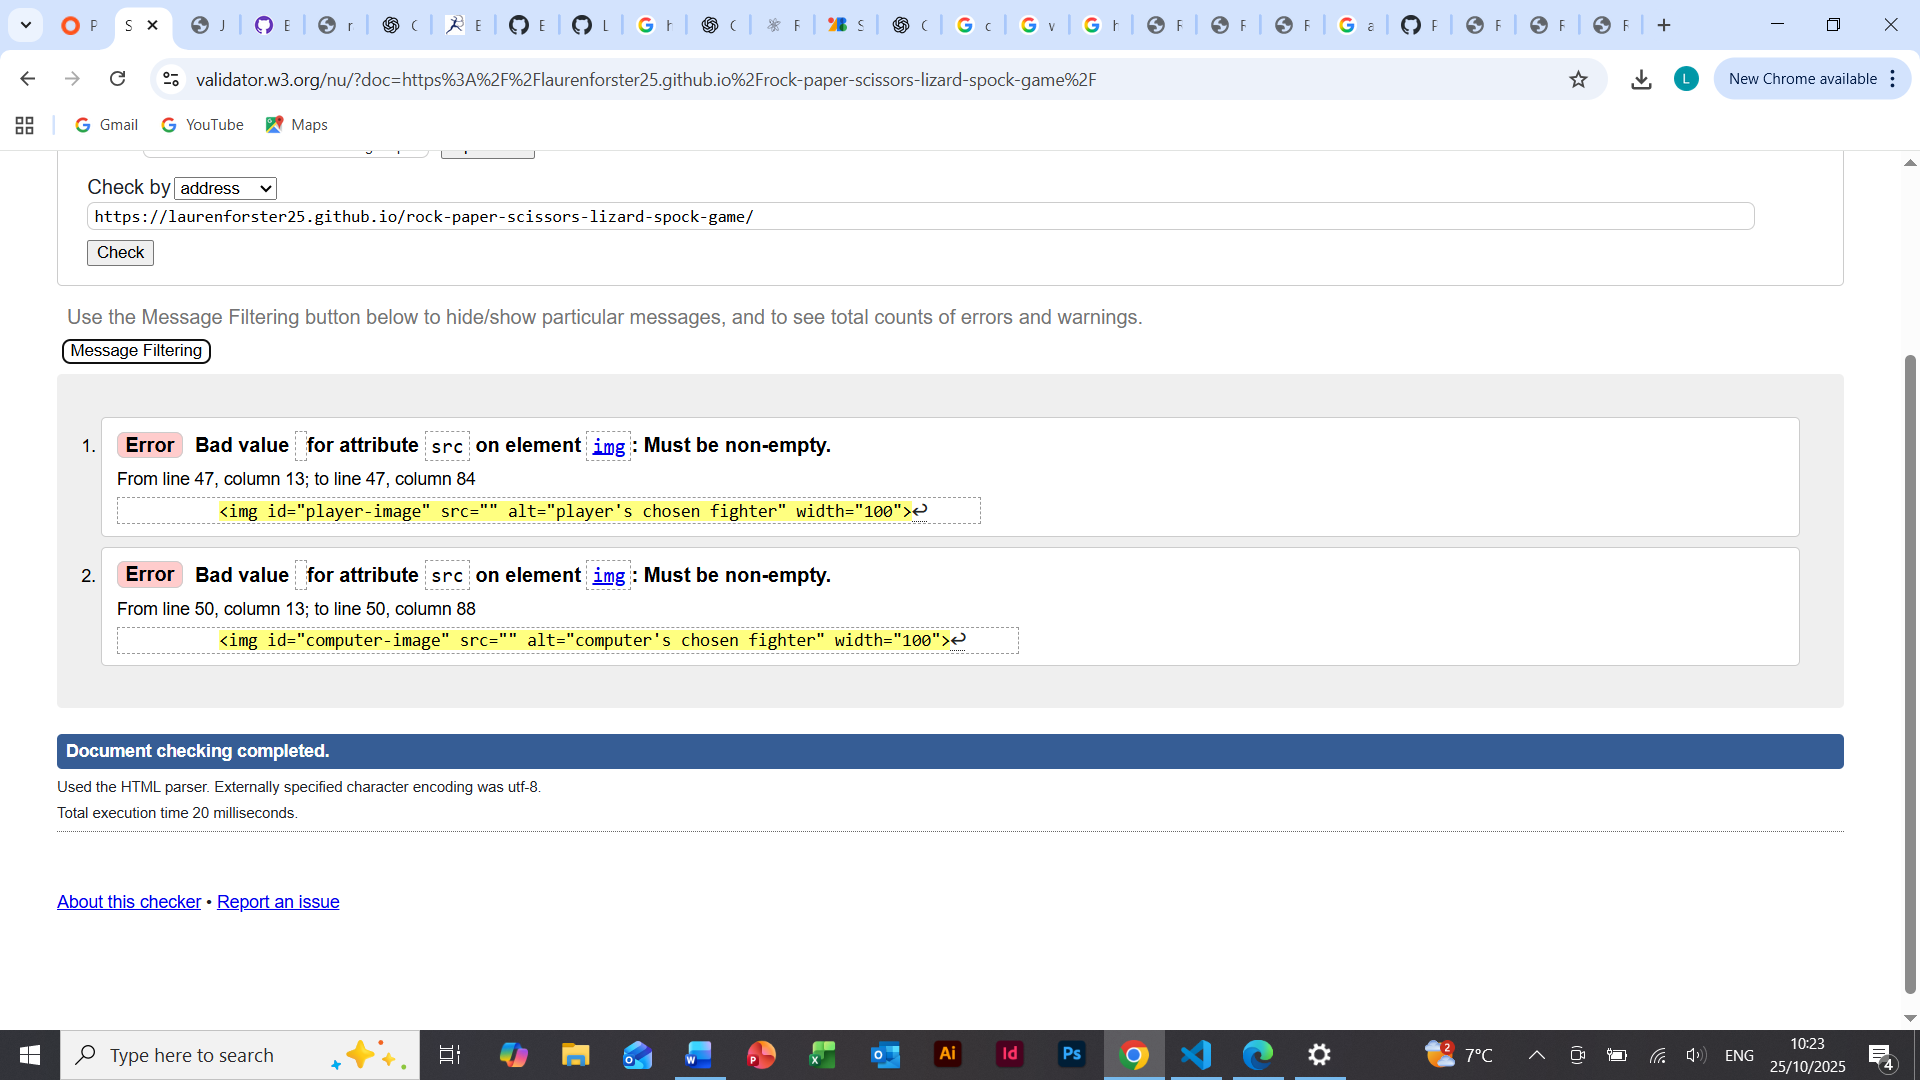 P
S
J
E
r
C
E
E
L
h
C
F
S
C
c
v
h
F
F
F
a
F
F
F
F
validator.w3.org/nu/?doc=https%3A%2F%2Flaurenforster25.github.io%2Frock-paper-scissors-lizard-spock-game%2F
L
New Chrome available
Gmail
YouTube
Maps
Check by address
https://laurenforster25.github.io/rock-paper-scissors-lizard-spock-game/
Check
Use the Message Filtering button below to hide/show particular messages, and to see total counts of errors and warnings.
Message Filtering
1. Error Bad value for attribute src on element img: Must be non-empty.
From line 47, column 13; to line 47, column 84
<img id="player-image" src="" alt="player's chosen fighter" width="100">↩
2. Error Bad value for attribute src on element img: Must be non-empty.
From line 50, column 13; to line 50, column 88
<img id="computer-image" src="" alt="computer's chosen fighter" width="100">↩
Document checking completed.
Used the HTML parser. Externally specified character encoding was utf-8.
Total execution time 20 milliseconds.
About this checker • Report an issue
Type here to search
Ai
Id
Ps
2
7°C
ENG
10:23
25/10/2025
4